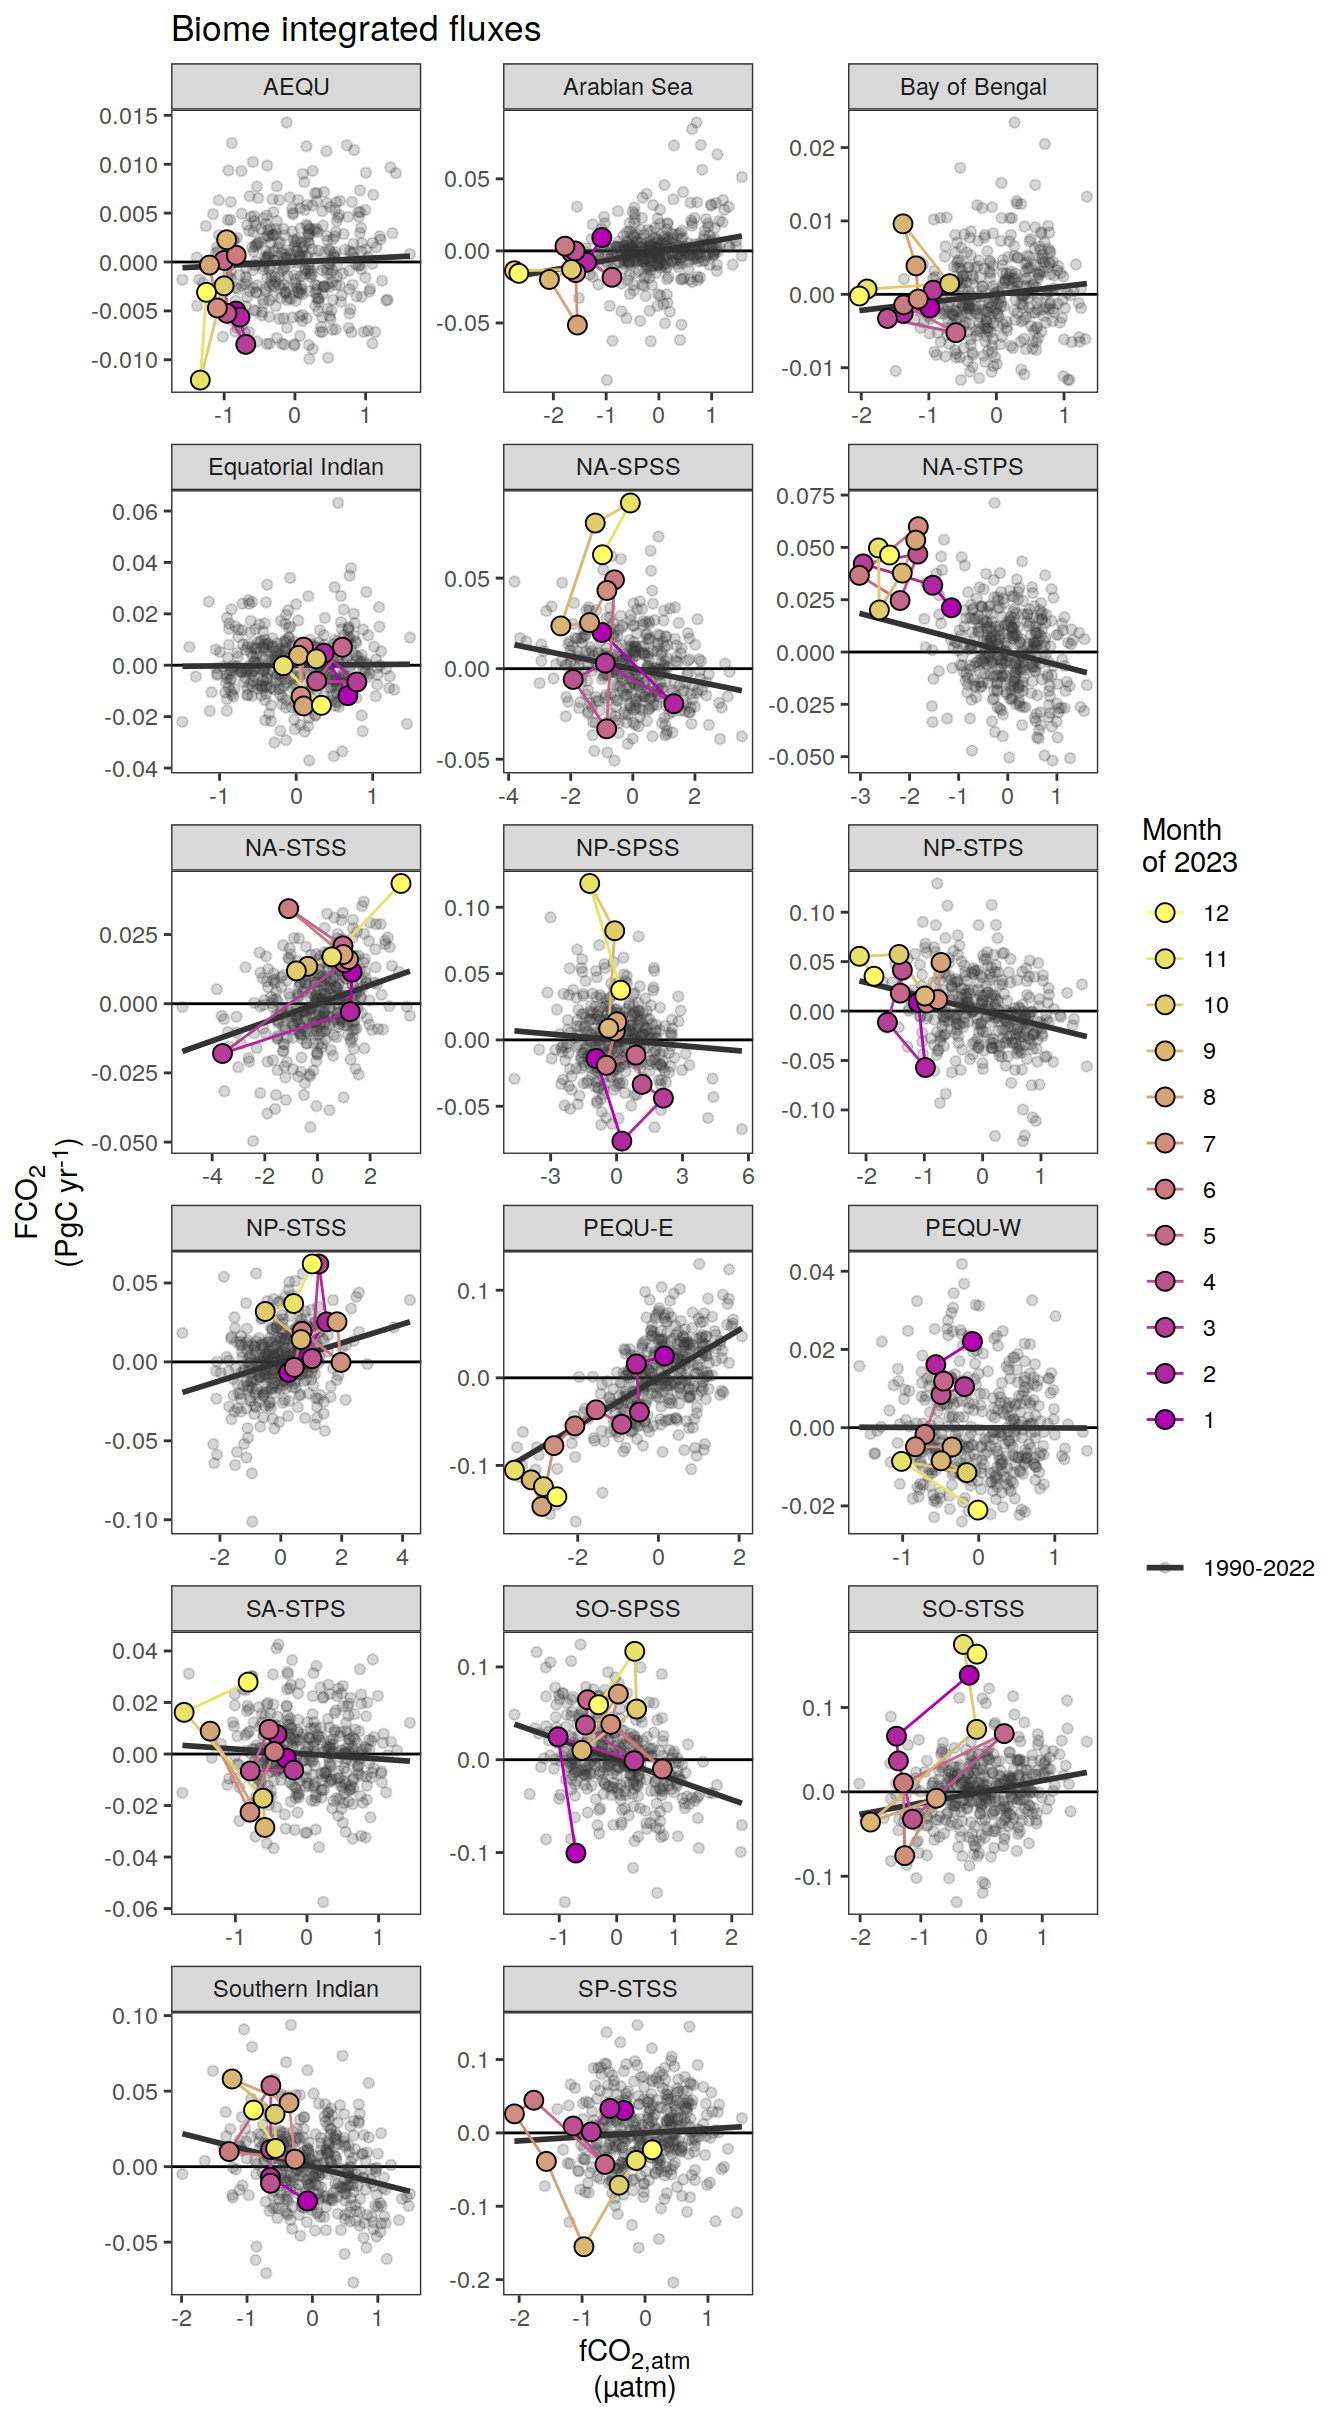 Biome integrated fluxes
AEQU
Arabian Sea
Bay of Bengal
0.015
0.010
0.005
0.000
-0.005
-0.010
0.05
0.00
-0.05
0.02
0.01
0.00
-0.01
-1 0 1
-2 -1 0 1
-2 -1 0 1
Equatorial Indian
NA-SPSS
NA-STPS
0.06
0.04
0.02
0.00
-0.02
-0.04
0.05
0.00
-0.05
0.075
0.050
0.025
0.000
-0.025
-0.050
-1 0 1
-4 -2 0 2
-3 -2 -1 0 1
NA-STSS
NP-SPSS
NP-STPS
0.025
0.000
-0.025
-0.050
0.10
0.05
0.00
-0.05
0.10
0.05
0.00
-0.05
-0.10
-4 -2 0 2
-3 0 3 6
-2 -1 0 1
NP-STSS
PEQU-E
PEQU-W
0.05
0.00
-0.05
-0.10
0.1
0.0
-0.1
0.04
0.02
0.00
-0.02
-2 0 2 4
-2 0 2
-1 0 1
SA-STPS
SO-SPSS
SO-STSS
0.04
0.02
0.00
-0.02
-0.04
-0.06
0.1
0.0
-0.1
0.1
0.0
-0.1
-1 0 1
-1 0 1 2
-2 -1 0 1
Southern Indian
SP-STSS
0.10
0.05
0.00
-0.05
0.1
0.0
-0.1
-0.2
-2 -1 0 1
-2 -1 0 1
FCO2
(PgC yr-1)
fCO2,atm
(µatm)
Month
of 2023
12
11
10
9
8
7
6
5
4
3
2
1
1990-2022